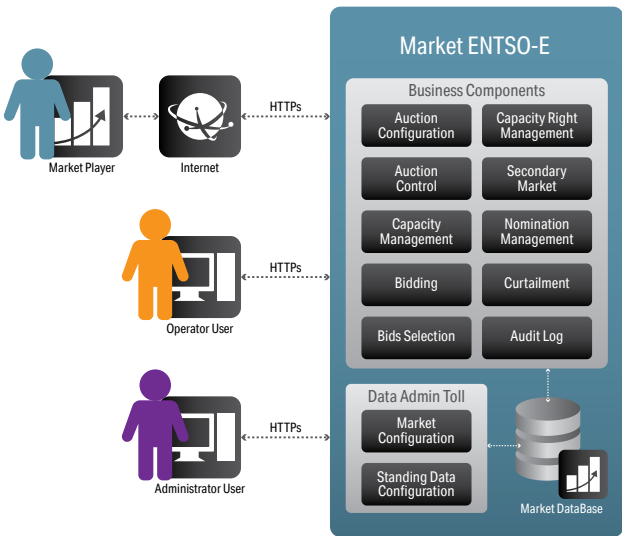 Market ENTSO-E
Business Components
Auction
Configuration
Capacity Right
Management
Auction
Control
Secondary
Market
Capacity
Management
Nomination
Management
Bidding
Curtailment
Bids Selection
Audit Log
Market Player
Internet
HTTPs
Operator User
HTTPs
Administrator User
HTTPs
Data Admin Toll
Market
Configuration
Standing Data
Configuration
Market DataBase